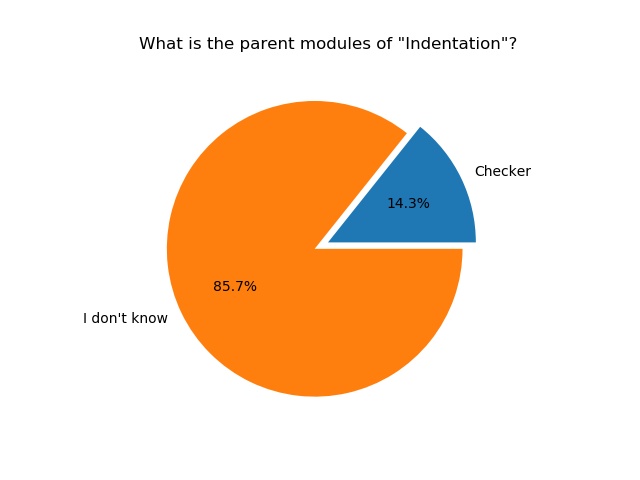 What is the parent modules of "Indentation"?
Checker
14.3%
85.7%
I don't know